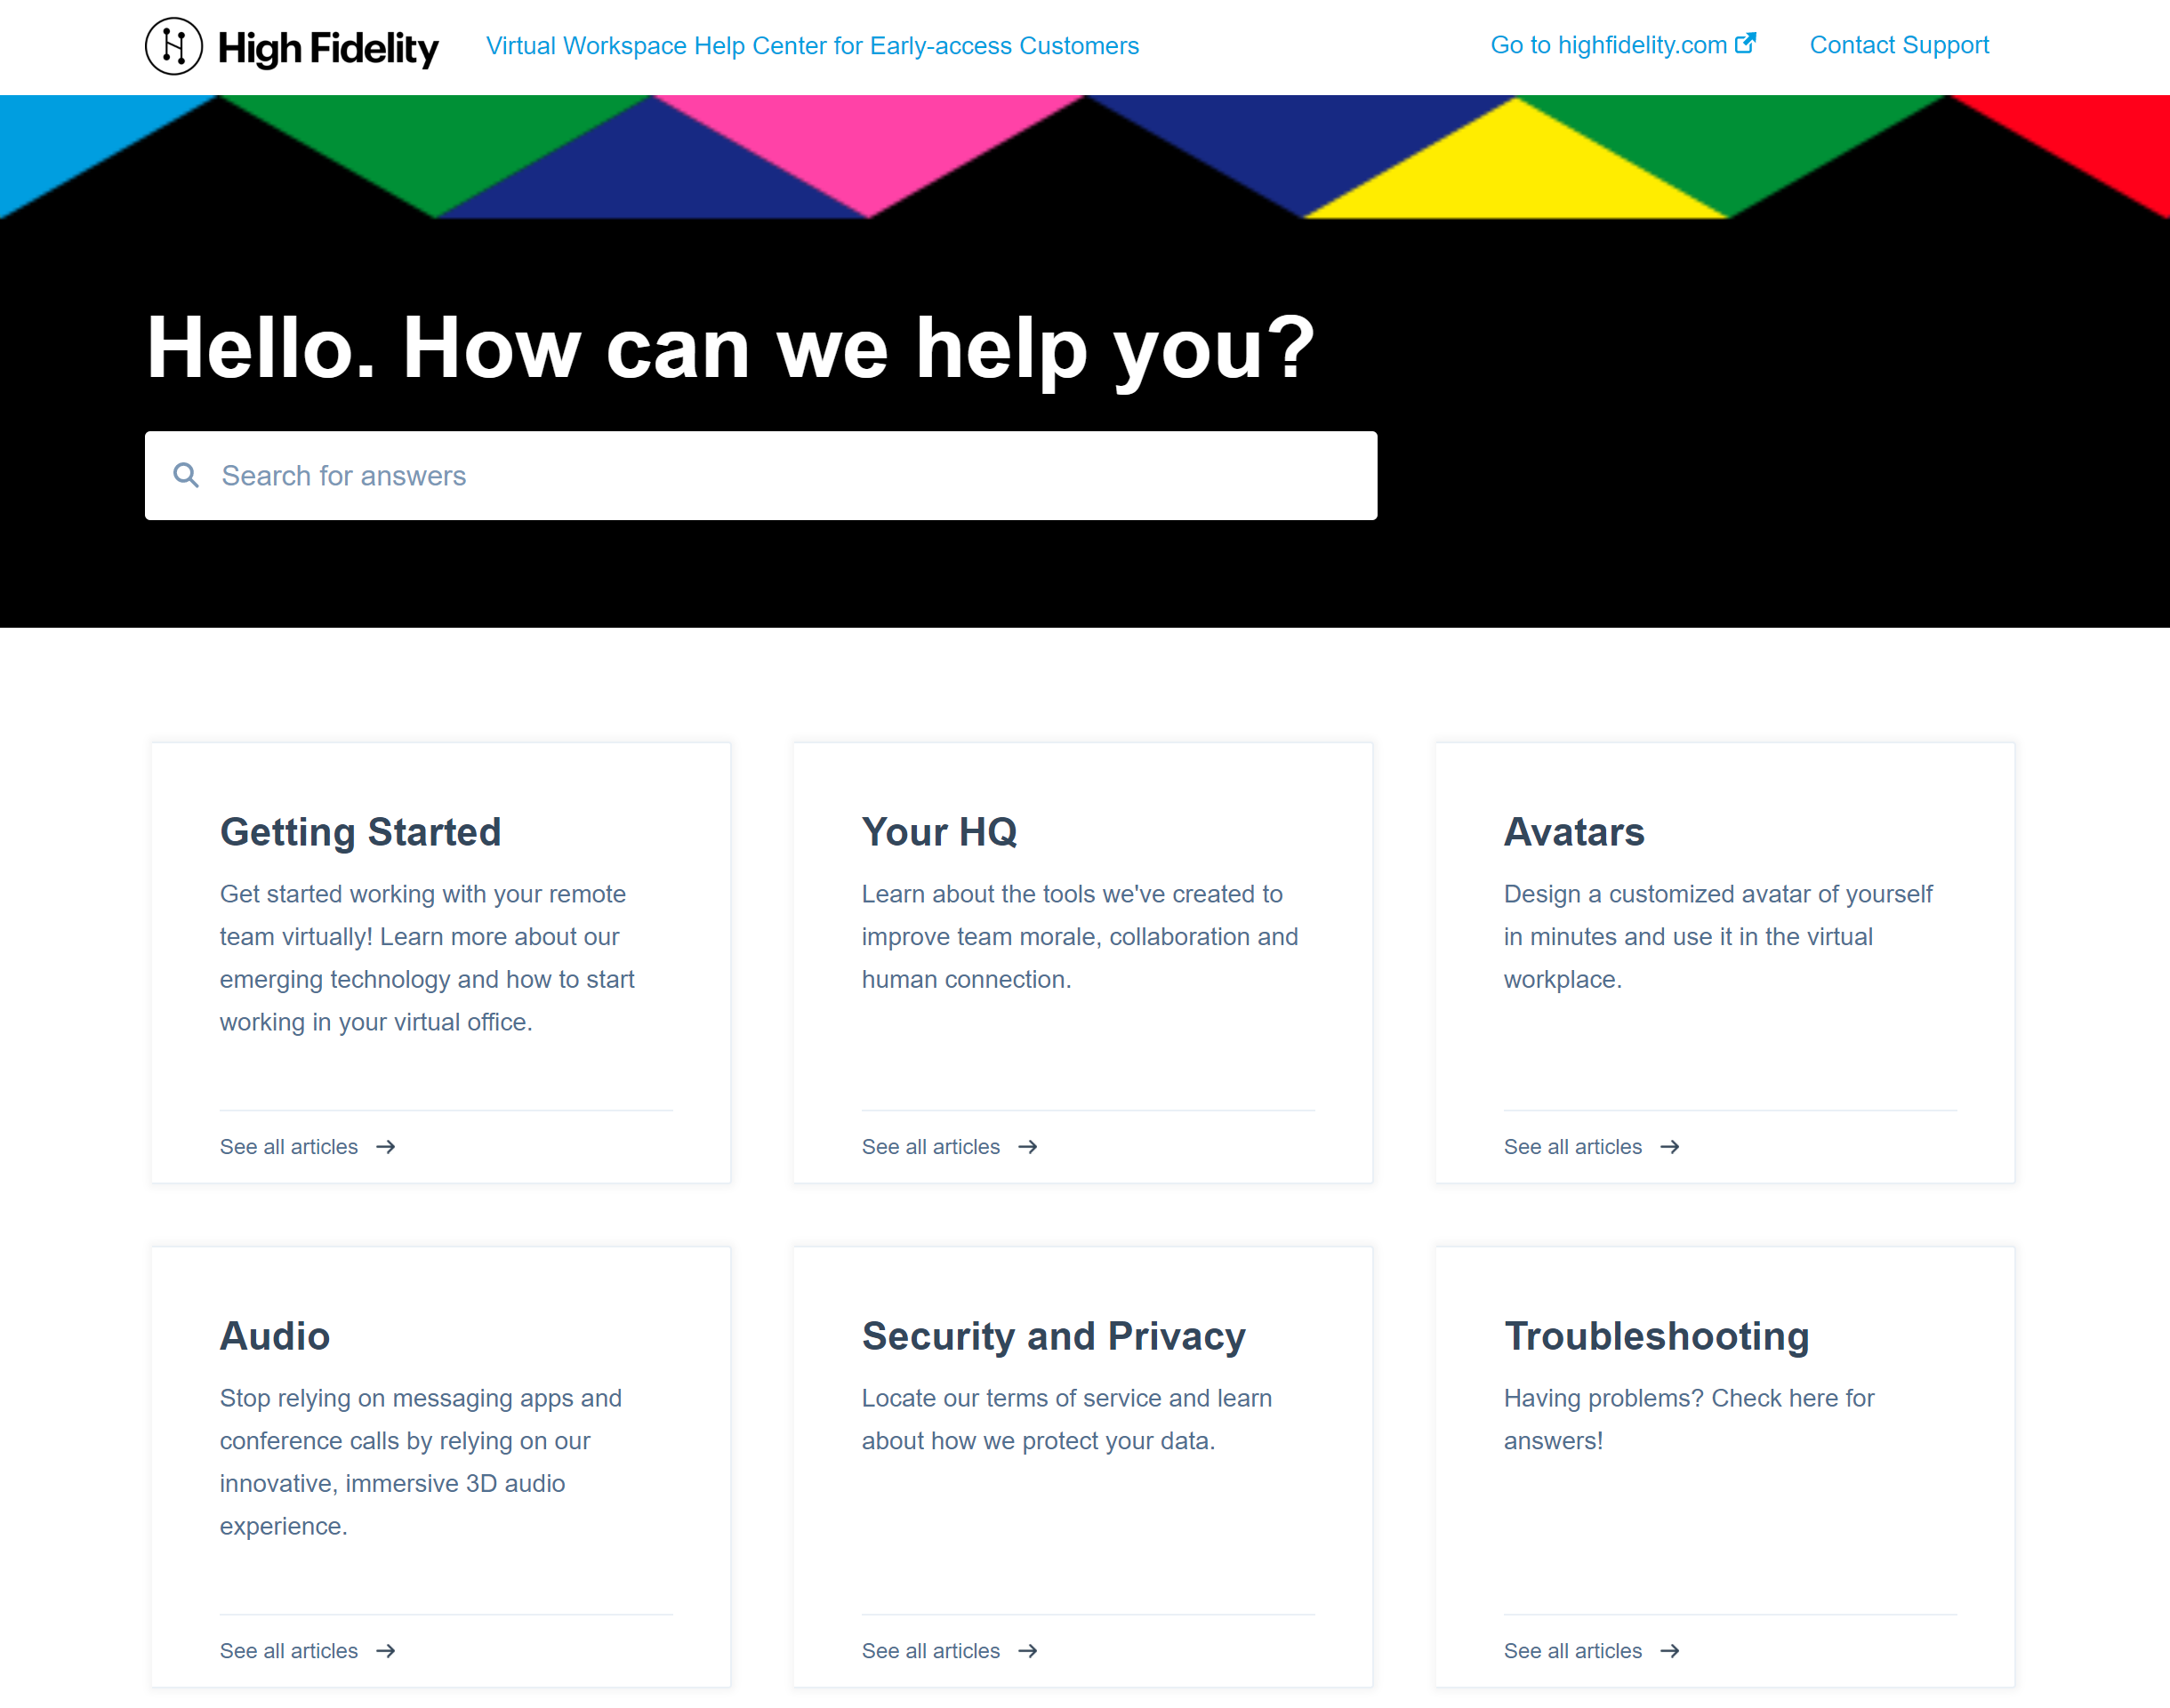 High Fidelity Virtual Workspace Help Center for Early-access Customers Go to highfidelity.com Contact Support
Hello. How can we help you?
Search for answers
Getting Started
Get started working with your remote
team virtually! Learn more about our
emerging technology and how to start
working in your virtual office.
See all articles
Your HQ
Learn about the tools we've created to
improve team morale, collaboration and
human connection.
See all articles
Avatars
Design a customized avatar of yourself
in minutes and use it in the virtual
workplace.
See all articles
Audio
Stop relying on messaging apps and
conference calls by relying on our
innovative, immersive 3D audio
experience.
See all articles
Security and Privacy
Locate our terms of service and learn
about how we protect your data.
See all articles
Troubleshooting
Having problems? Check here for
answers!
See all articles